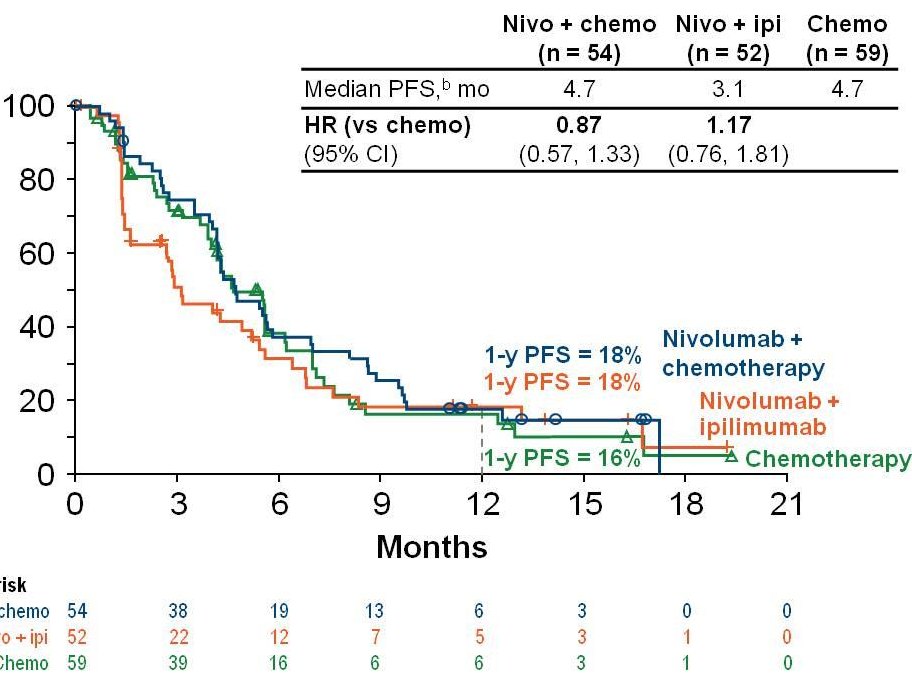 Nivo + chemo Nivo + ipi Chemo
(n = 54) (n = 52) (n = 59)
Median PFS,ᵇ mo 4.7 3.1 4.7
HR (vs chemo) 0.87 1.17
(95% CI) (0.57, 1.33) (0.76, 1.81)
100
80
60
40
20
0
1-y PFS = 18%
1-y PFS = 18%
1-y PFS = 16%
Nivolumab +
chemotherapy
Nivolumab +
ipilimumab
Chemotherapy
0 3 6 9 12 15 18 21
Months
risk
chemo 54 38 19 13 6 3 0 0
vo + ipi 52 22 12 7 5 3 1 0
Chemo 59 39 16 6 6 3 1 0